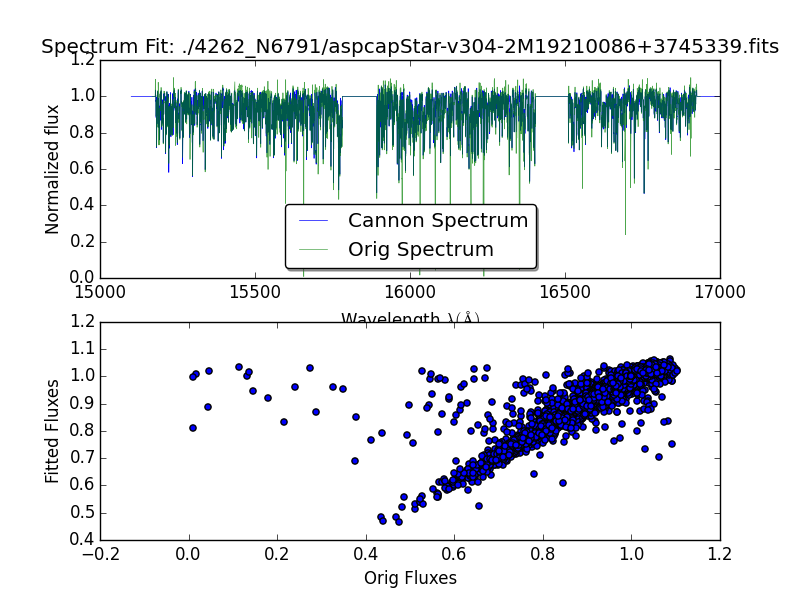 Spectrum Fit: ./4262_N6791/aspcapStar-v304-2M19210086+3745339.fits
1.2
1.0
0.8
0.6
0.4
0.2
0.0
Normalized flux
Cannon Spectrum
Orig Spectrum
15000 15500 16000 16500 17000
Wavelength λ(Å)
1.2
1.1
1.0
0.9
0.8
0.7
0.6
0.5
0.4
Fitted Fluxes
−0.2 0.0 0.2 0.4 0.6 0.8 1.0 1.2
Orig Fluxes